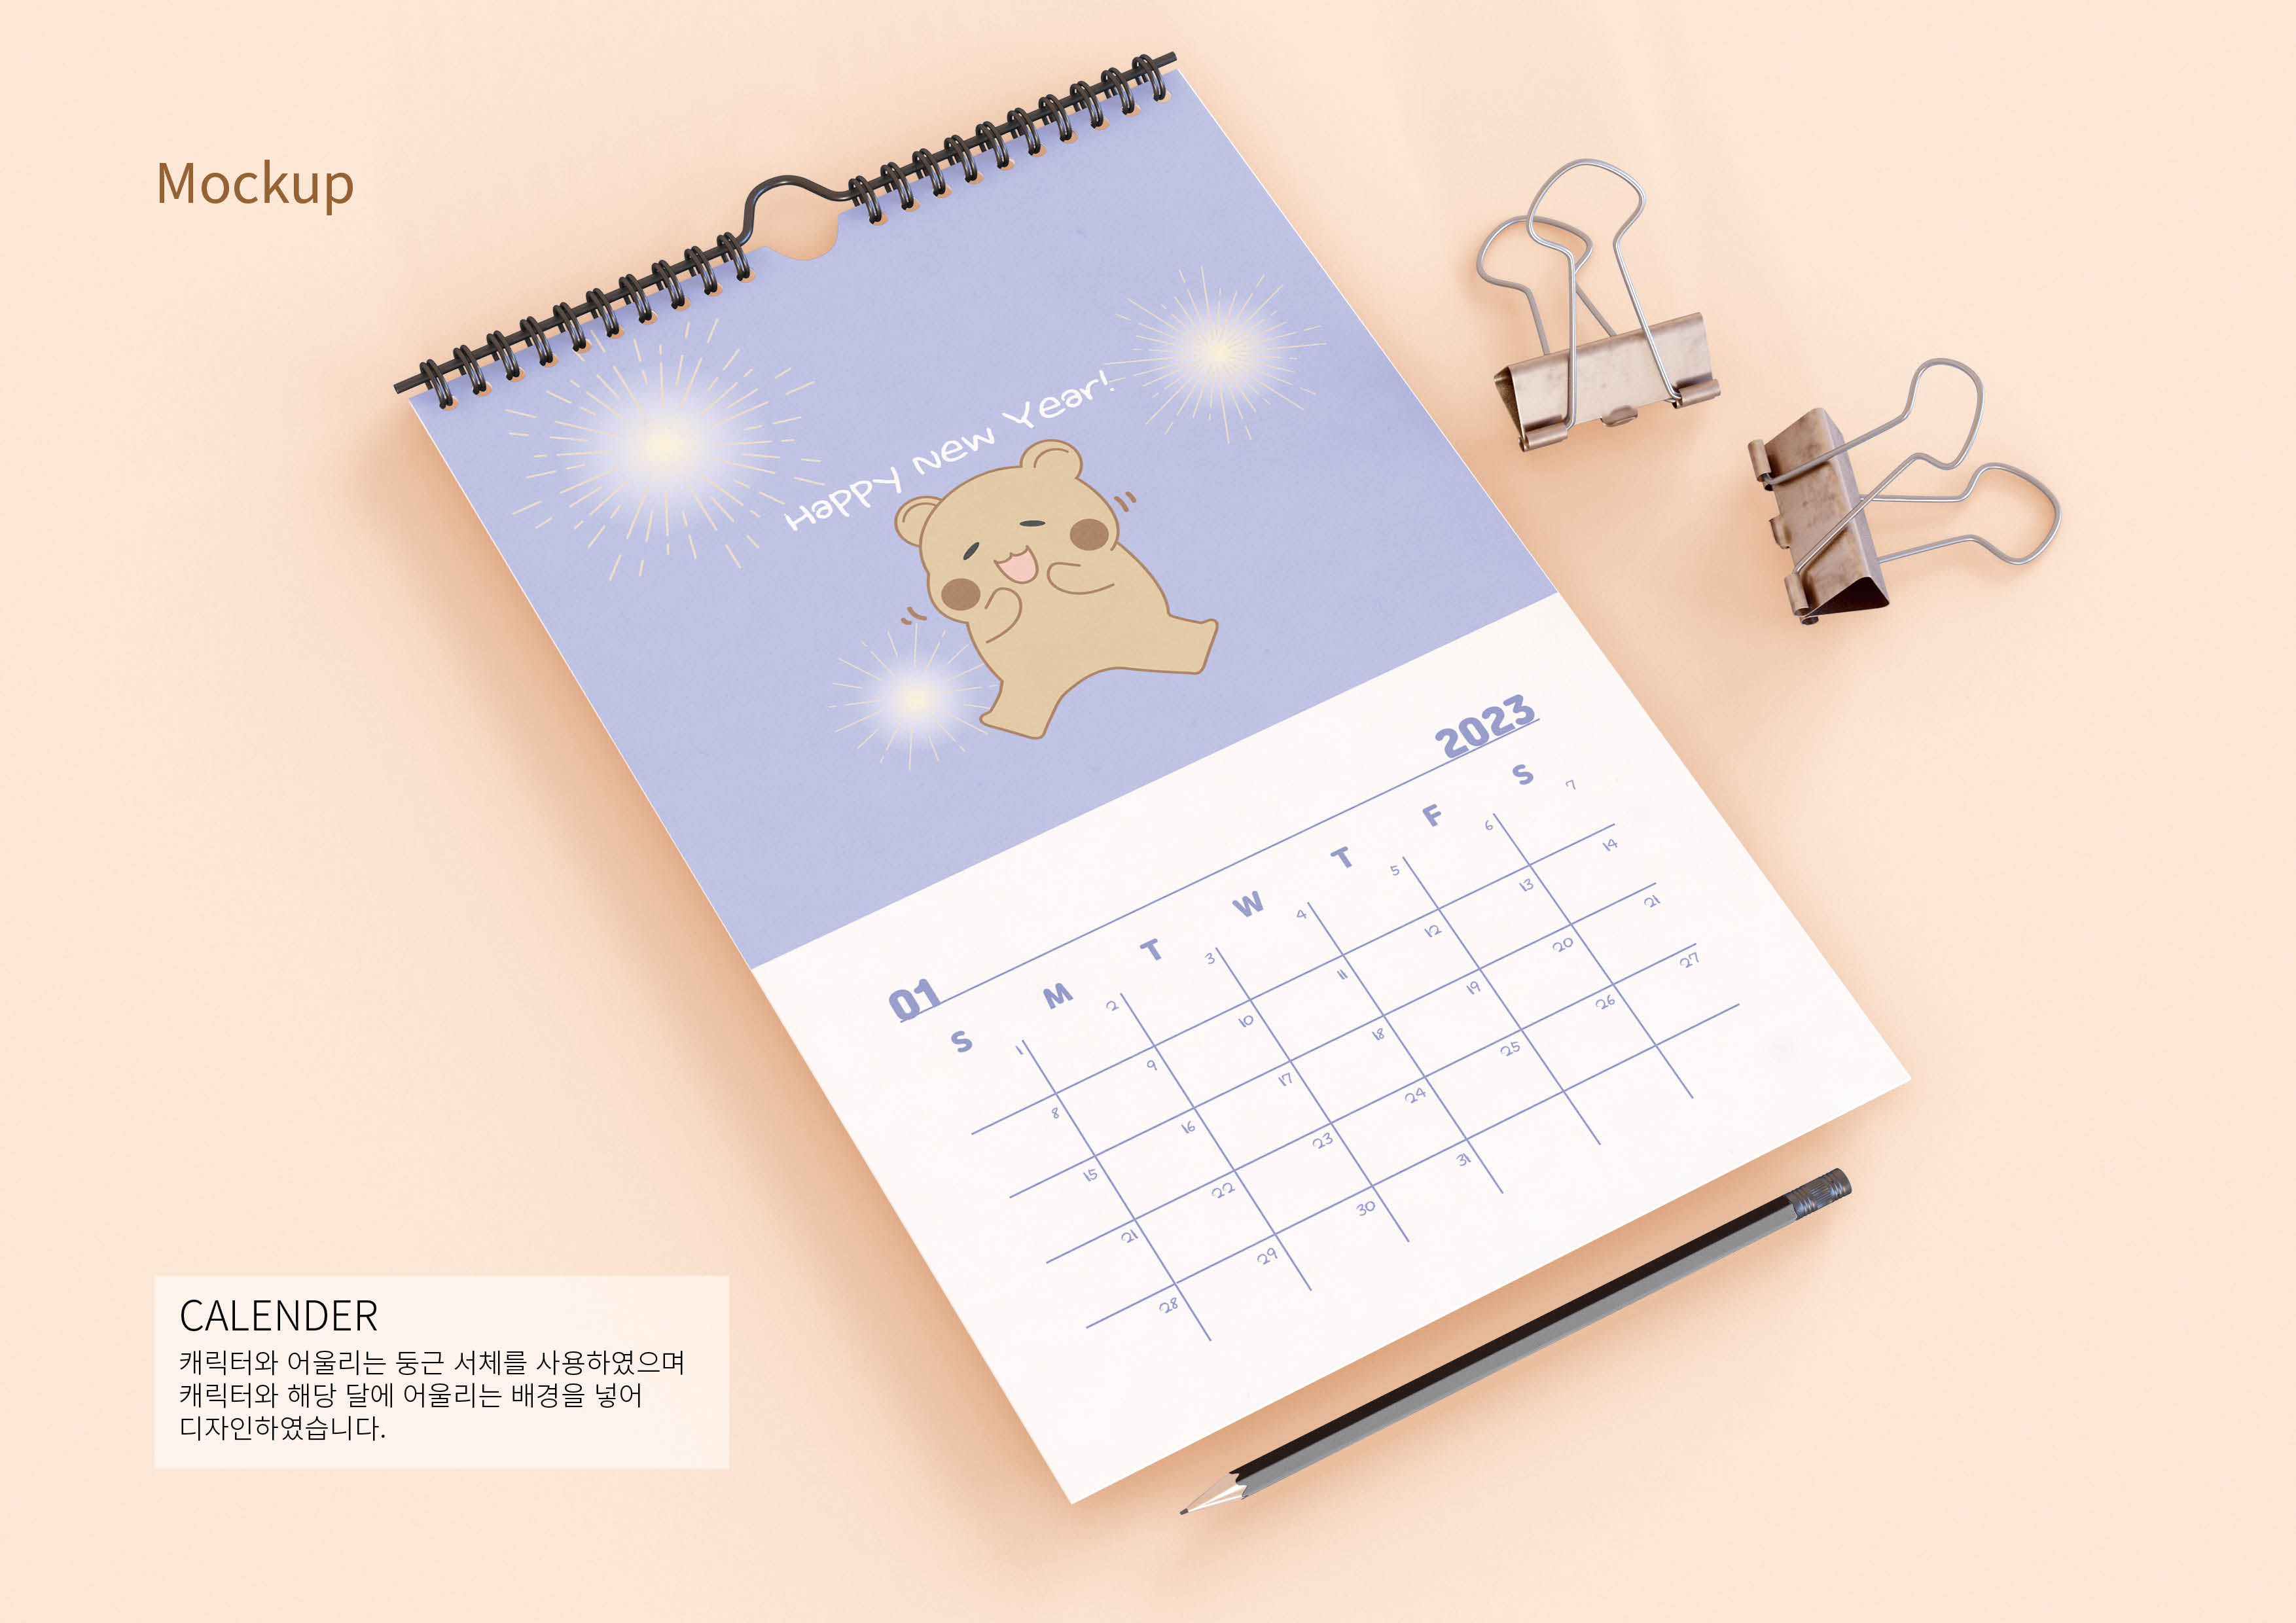 Mockup
Happy New Year!
01 2023
S M T W T F S
1 2 3 4 5 6 7
8 9 10 11 12 13 14
15 16 17 18 19 20 21
21 22 23 24 25 26 27
28 29 30 31
CALENDER
캐릭터와 어울리는 둥근 서체를 사용하였으며
캐릭터와 해당 달에 어울리는 배경을 넣어
디자인하였습니다.